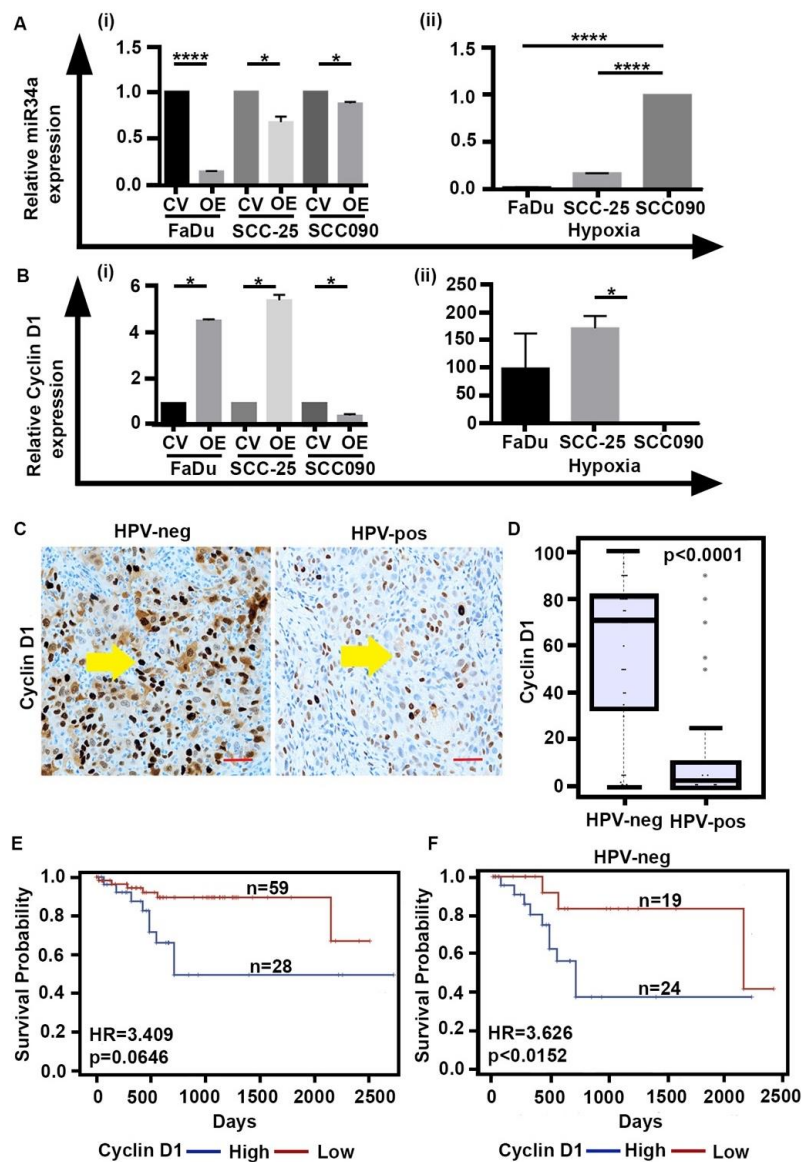 A
(i)
(ii)
Relative miR34a
expression
1.5
1.0
0.5
0.0
****
*
*
CV OE CV OE CV OE
FaDu SCC-25 SCC090
1.5
1.0
0.5
0.0
****
****
FaDu SCC-25 SCC090
Hypoxia
B
(i)
(ii)
Relative Cyclin D1
expression
6
4
2
0
*
*
*
CV OE CV OE CV OE
FaDu SCC-25 SCC090
250
200
150
100
50
0
*
FaDu SCC-25 SCC090
Hypoxia
C
HPV-neg
HPV-pos
Cyclin D1
D
Cyclin D1
100
80
60
40
20
0
p<0.0001
HPV-neg HPV-pos
E
Survival Probability
1.0
0.8
0.6
0.4
0.2
0.0
n=59
n=28
HR=3.409
p=0.0646
0 500 1000 1500 2000 2500
Days
Cyclin D1 High Low
F
HPV-neg
Survival Probability
1.0
0.8
0.6
0.4
0.2
0.0
n=19
n=24
HR=3.626
p<0.0152
0 500 1000 1500 2000 2500
Days
Cyclin D1 High Low